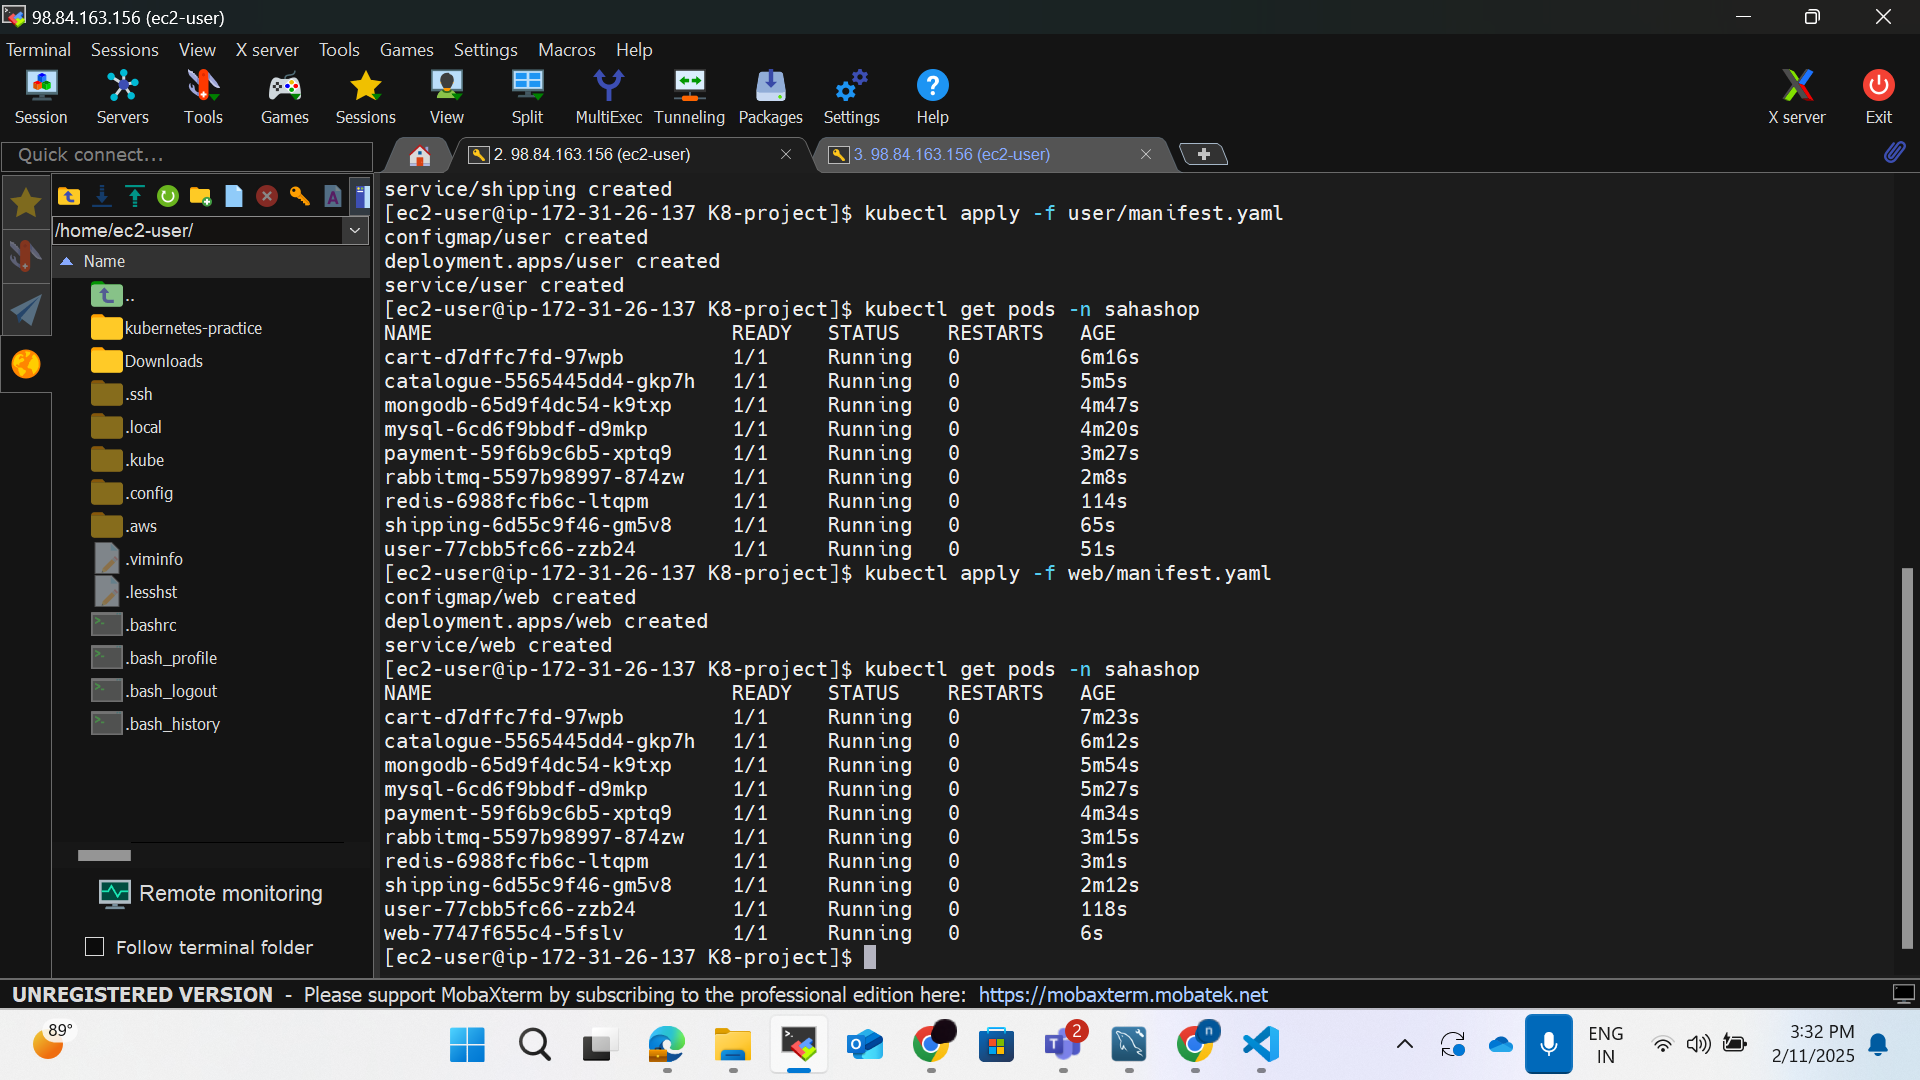 98.84.163.156 (ec2-user)
Terminal Sessions View X server Tools Games Settings Macros Help
Session Servers Tools Games Sessions View Split MultiExec Tunneling Packages Settings Help X server Exit
Quick connect...
2. 98.84.163.156 (ec2-user)
3. 98.84.163.156 (ec2-user)
/home/ec2-user/
Name
..
kubernetes-practice
Downloads
.ssh
.local
.kube
.config
.aws
.viminfo
.lesshst
.bashrc
.bash_profile
.bash_logout
.bash_history
Remote monitoring
Follow terminal folder
service/shipping created
[ec2-user@ip-172-31-26-137 K8-project]$ kubectl apply -f user/manifest.yaml
configmap/user created
deployment.apps/user created
service/user created
[ec2-user@ip-172-31-26-137 K8-project]$ kubectl get pods -n sahashop
NAME READY STATUS RESTARTS AGE
cart-d7dffc7fd-97wpb 1/1 Running 0 6m16s
catalogue-5565445dd4-gkp7h 1/1 Running 0 5m5s
mongodb-65d9f4dc54-k9txp 1/1 Running 0 4m47s
mysql-6cd6f9bbdf-d9mkp 1/1 Running 0 4m20s
payment-59f6b9c6b5-xptq9 1/1 Running 0 3m27s
rabbitmq-5597b98997-874zw 1/1 Running 0 2m8s
redis-6988fcfb6c-ltqpm 1/1 Running 0 114s
shipping-6d55c9f46-gm5v8 1/1 Running 0 65s
user-77cbb5fc66-zzb24 1/1 Running 0 51s
[ec2-user@ip-172-31-26-137 K8-project]$ kubectl apply -f web/manifest.yaml
configmap/web created
deployment.apps/web created
service/web created
[ec2-user@ip-172-31-26-137 K8-project]$ kubectl get pods -n sahashop
NAME READY STATUS RESTARTS AGE
cart-d7dffc7fd-97wpb 1/1 Running 0 7m23s
catalogue-5565445dd4-gkp7h 1/1 Running 0 6m12s
mongodb-65d9f4dc54-k9txp 1/1 Running 0 5m54s
mysql-6cd6f9bbdf-d9mkp 1/1 Running 0 5m27s
payment-59f6b9c6b5-xptq9 1/1 Running 0 4m34s
rabbitmq-5597b98997-874zw 1/1 Running 0 3m15s
redis-6988fcfb6c-ltqpm 1/1 Running 0 3m1s
shipping-6d55c9f46-gm5v8 1/1 Running 0 2m12s
user-77cbb5fc66-zzb24 1/1 Running 0 118s
web-7747f655c4-5fslv 1/1 Running 0 6s
[ec2-user@ip-172-31-26-137 K8-project]$
UNREGISTERED VERSION - Please support MobaXterm by subscribing to the professional edition here: https://mobaxterm.mobatek.net
89°
2
n
ENG
IN
3:32 PM
2/11/2025